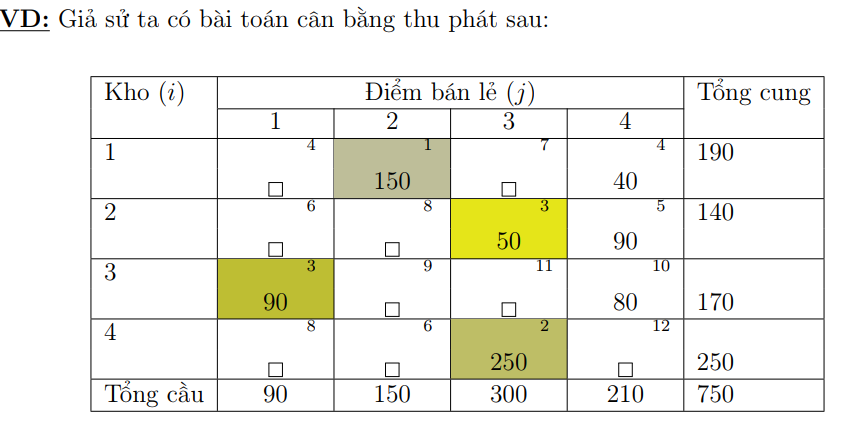 VD: Giả sử ta có bài toán cân bằng thu phát sau:
Kho (i) Điểm bán lẻ (j) Tổng cung
1 2 3 4
1 4 1 7 4 190
□ 150 □ 40
2 6 8 3 5 140
□ □ 50 90
3 3 9 11 10
90 □ □ 80 170
4 8 6 2 12
□ □ 250 □ 250
Tổng cầu 90 150 300 210 750